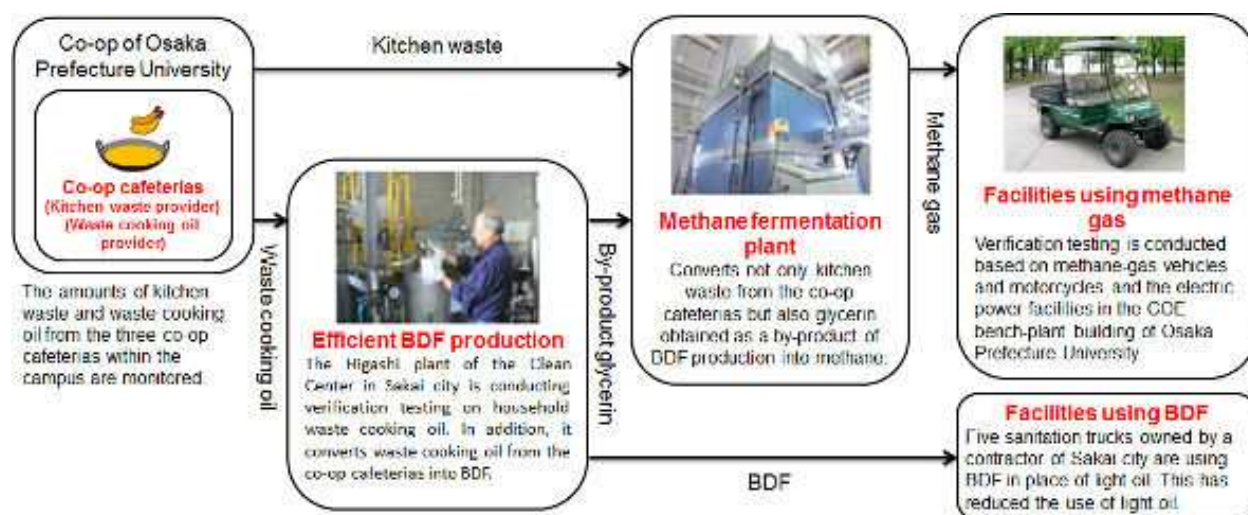 Co-op of Osaka
Prefecture University
Co-op cafeterias
(Kitchen waste provider)
(Waste cooking oil
provider)
The amounts of kitchen
waste and waste cooking
oil from the three co op
cafeterias within the
campus are monitored.
Kitchen waste
Waste cooking oil
Efficient BDF production
The Higashi plant of the Clean
Center in Sakai city is conducting
verification testing on household
waste cooking oil. In addition, it
converts waste cooking oil from the
co-op cafeterias into BDF.
By-product glycerin
Methane fermentation
plant
Converts not only kitchen
waste from the co-op
cafeterias but also glycerin
obtained as a by-product of
BDF production into methane.
Methane gas
Facilities using methane
gas
Verification testing is conducted
based on methane-gas vehicles
and motorcycles and the electric
power facilities in the COE
bench-plant building of Osaka
Prefecture University
BDF
Facilities using BDF
Five sanitation trucks owned by a
contractor of Sakai city are using
BDF in place of light oil. This has
reduced the use of light oil.